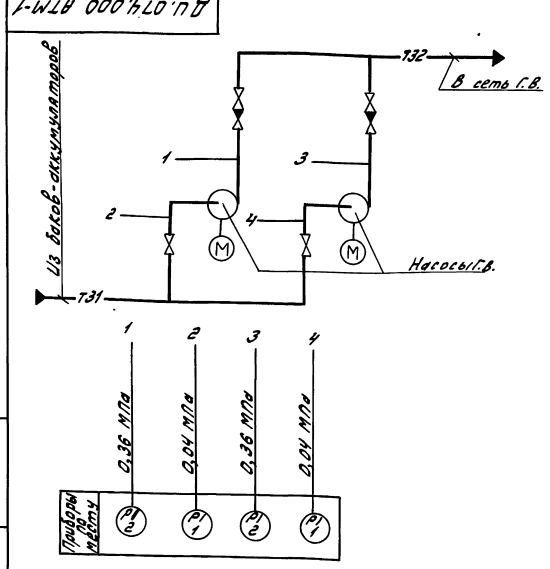 Ди.074.000 АТМ-1
Из баков-аккумуляторов
Т32
В сеть Г.В.
1
3
2
4
М
М
Насосы Г.В.
Т31
1
2
3
4
0,36 МПа
0,04 МПа
0,36 МПа
0,04 МПа
Приборы
по
месту
PI
2
PI
1
PI
2
PI
1